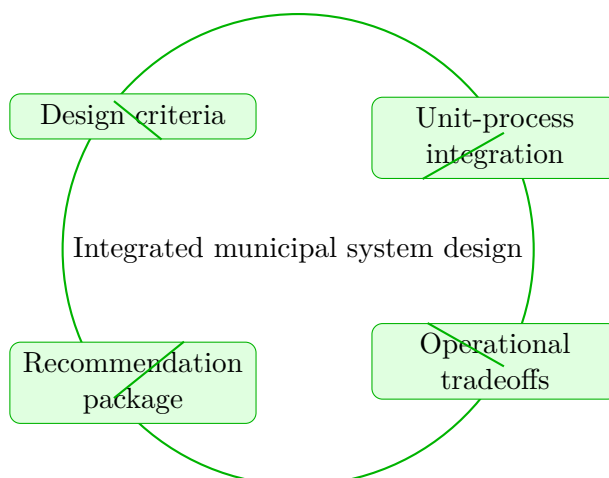 Design criteria
Unit-process
integration
Integrated municipal system design
Recommendation
package
Operational
tradeoffs